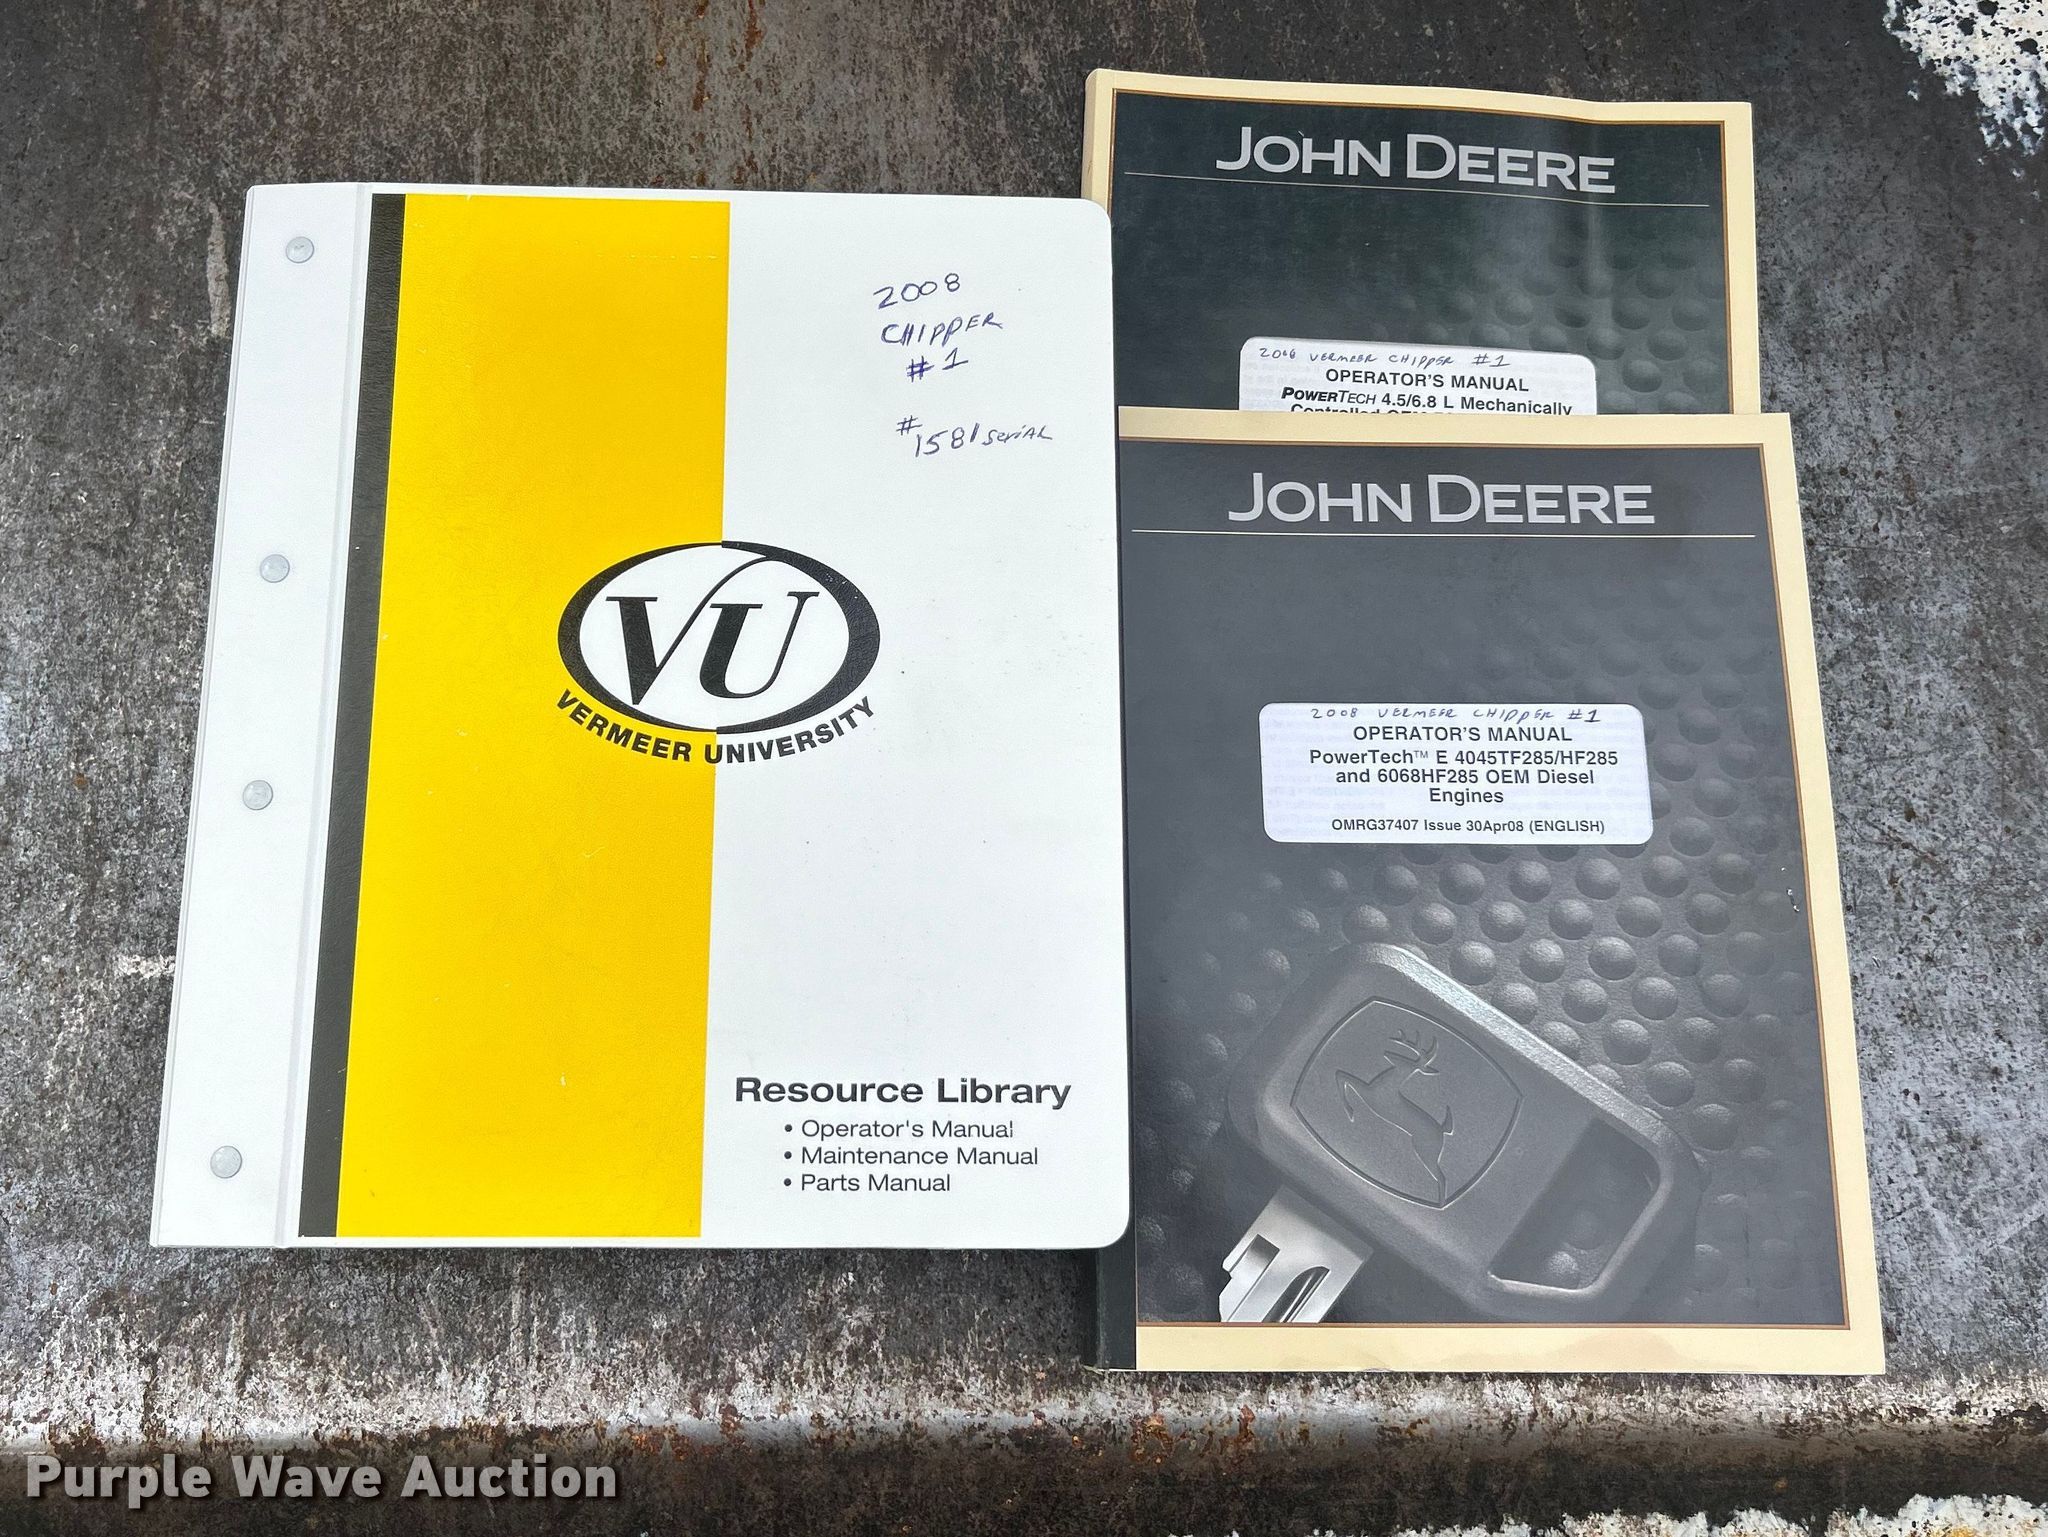 2008
CHIPPER
#1
#
1581 SERIAL
VU
VERMEER UNIVERSITY
Resource Library
• Operator's Manual
• Maintenance Manual
• Parts Manual
JOHN DEERE
2008 VERMEER CHIPPER #1
OPERATOR'S MANUAL
POWERTECH 4.5/6.8 L Mechanically
JOHN DEERE
2008 VERMEER CHIPPER #1
OPERATOR'S MANUAL
PowerTech™ E 4045TF285/HF285
and 6068HF285 OEM Diesel
Engines
OMRG37407 Issue 30Apr08 (ENGLISH)
Purple Wave Auction